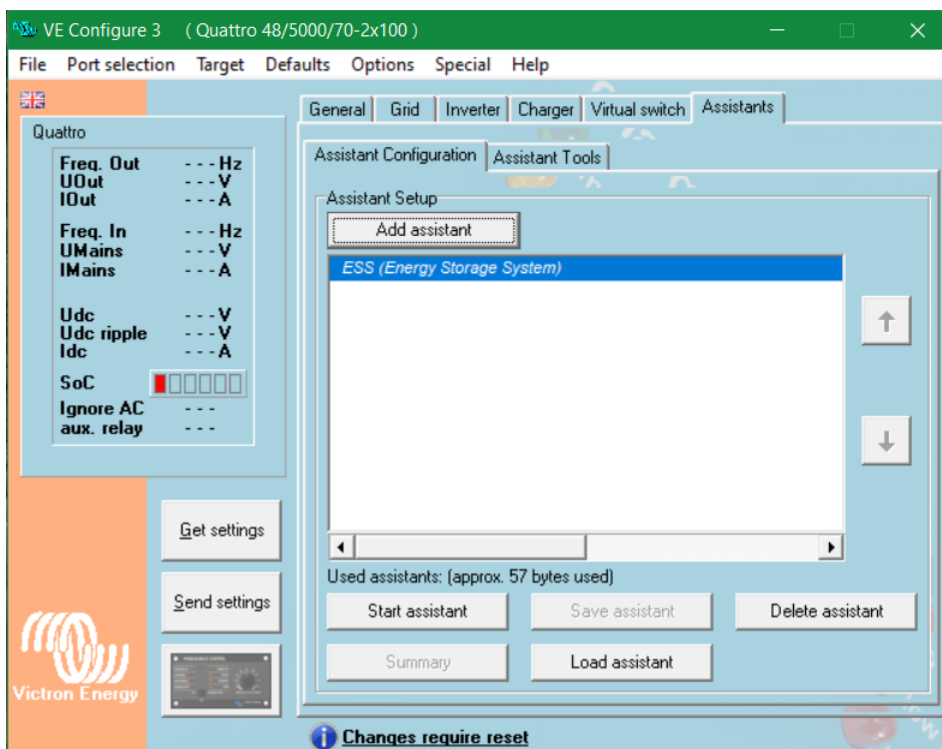 VE Configure 3 ( Quattro 48/5000/70-2x100 )
File Port selection Target Defaults Options Special Help
General Grid Inverter Charger Virtual switch Assistants
Quattro
Freq. Out - - - Hz
UOut - - - V
IOut - - - A
Freq. In - - - Hz
UMains - - - V
IMains - - - A
Udc - - - V
Udc ripple - - - V
Idc - - - A
SoC
Ignore AC - - -
aux. relay - - -
Get settings
Send settings
Victron Energy
Assistant Configuration Assistant Tools
Assistant Setup
Add assistant
ESS (Energy Storage System)
Used assistants: (approx. 57 bytes used)
Start assistant Save assistant Delete assistant
Summary Load assistant
Changes require reset